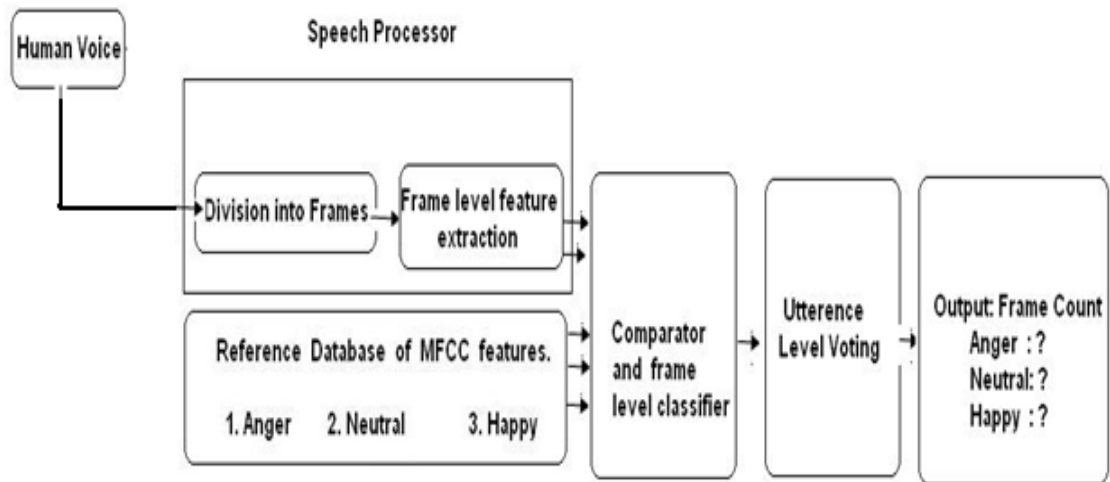 Human Voice
Speech Processor
Division into Frames
Frame level feature
extraction
Reference Database of MFCC features.
1. Anger 2. Neutral 3. Happy
Comparator
and frame
level classifier
Utterence
Level Voting
Output: Frame Count
Anger : ?
Neutral: ?
Happy : ?